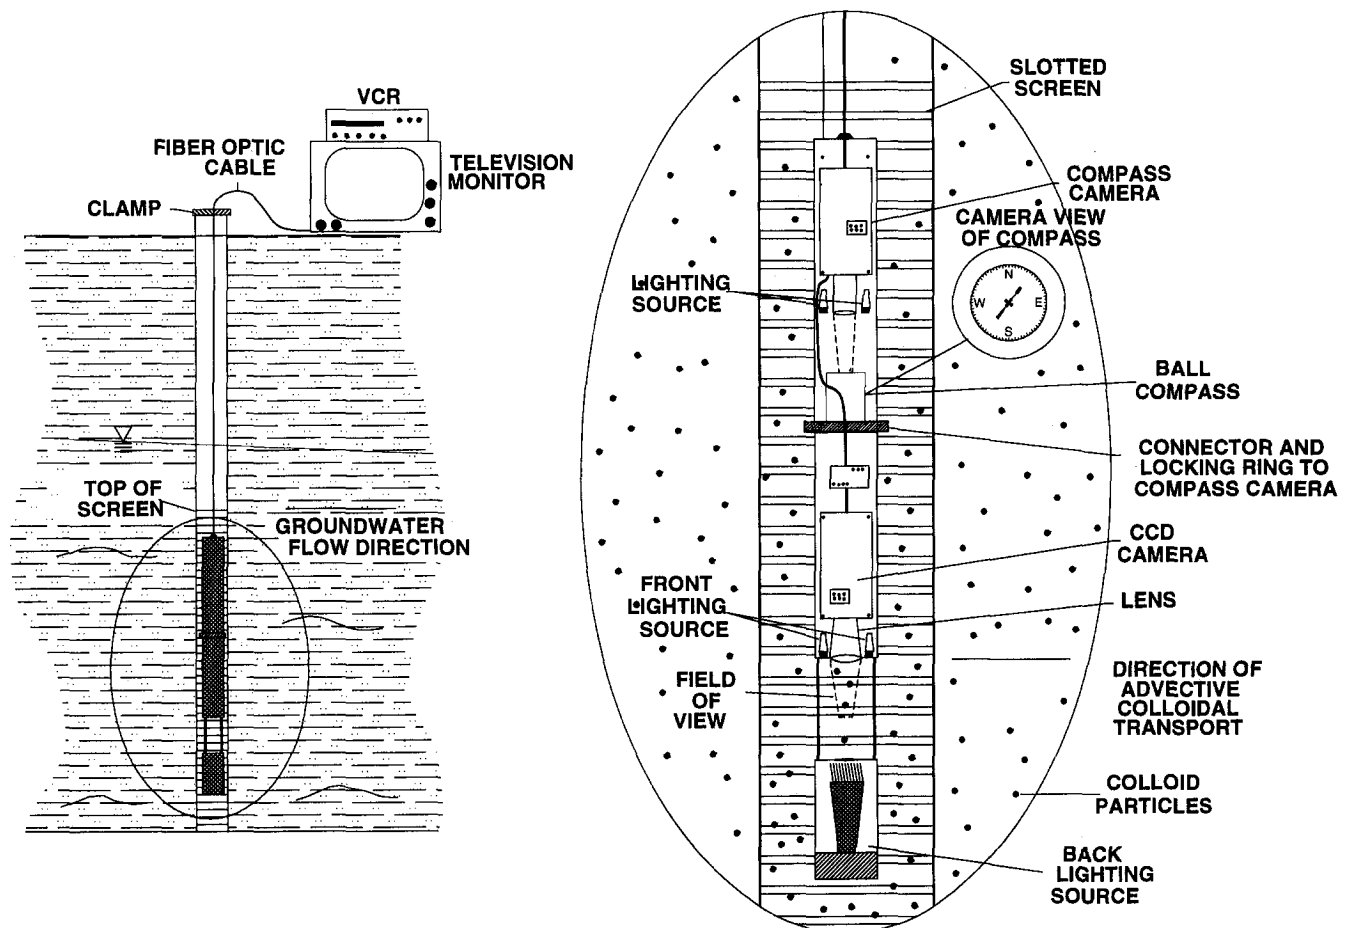 VCR
FIBER OPTIC
CABLE
TELEVISION
MONITOR
CLAMP
TOP OF
SCREEN
GROUNDWATER
FLOW DIRECTION
SLOTTED
SCREEN
COMPASS
CAMERA
CAMERA VIEW
OF COMPASS
N
W E
S
LIGHTING
SOURCE
BALL
COMPASS
CONNECTOR AND
LOCKING RING TO
COMPASS CAMERA
CCD
CAMERA
FRONT
LIGHTING
SOURCE
LENS
FIELD
OF
VIEW
DIRECTION OF
ADVECTIVE
COLLOIDAL
TRANSPORT
COLLOID
PARTICLES
BACK
LIGHTING
SOURCE